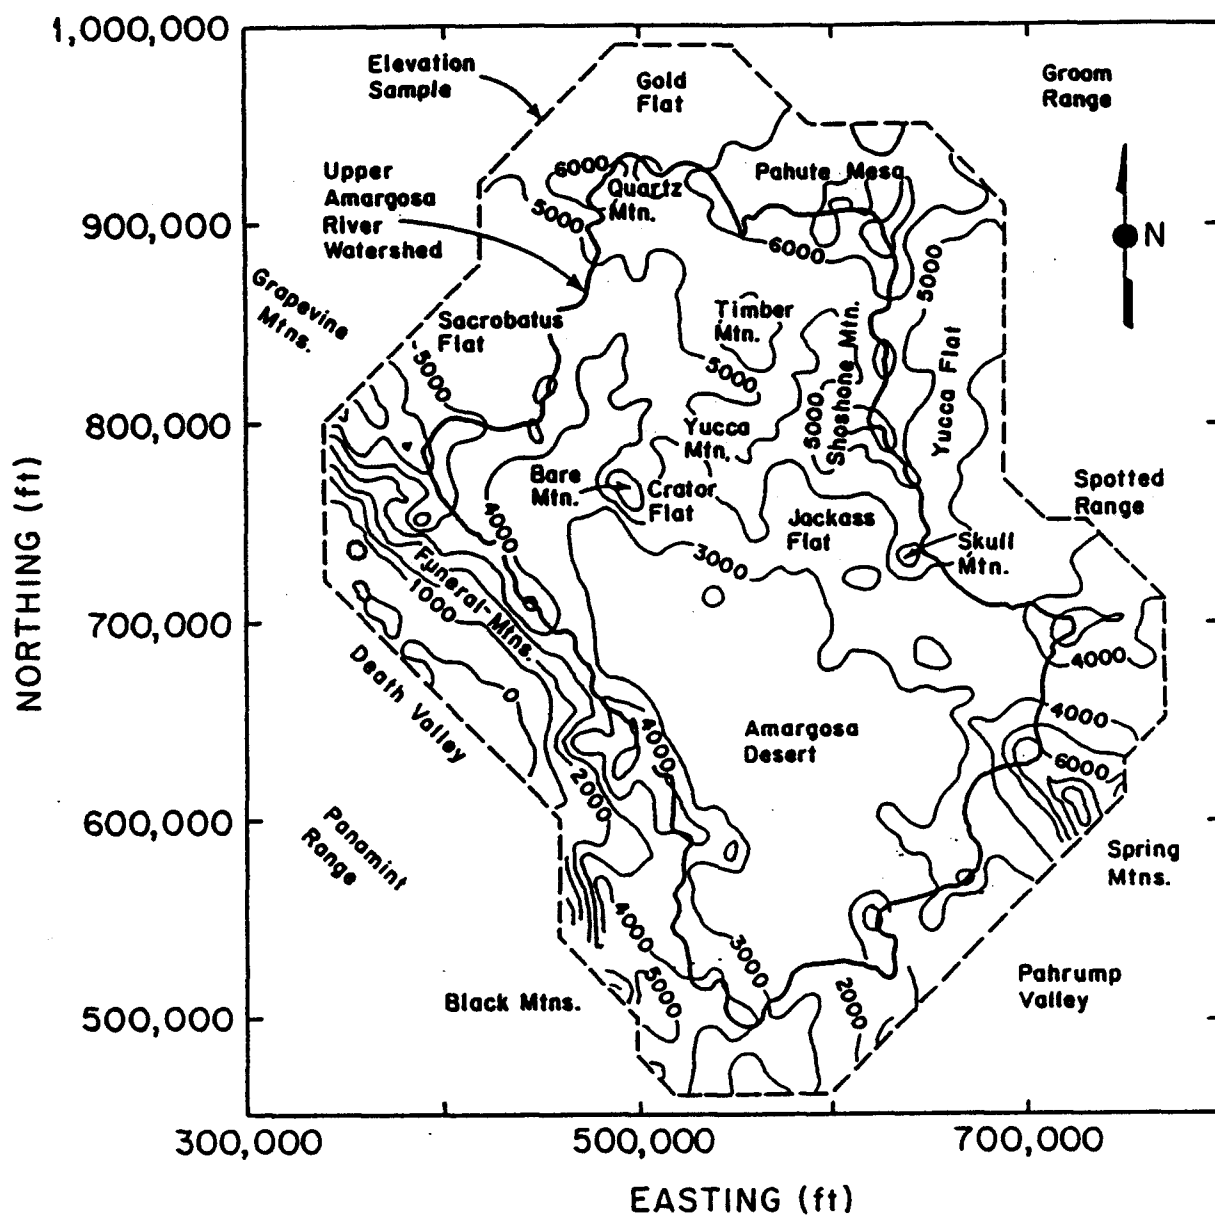 1,000,000
Elevation
Sample
Gold
Flat
Groom
Range
Upper
Amargosa
River
Watershed
6000
Quartz
Mtn.
Pahute Mesa
5000
900,000
6000
5000
N
Grapevine
Mtns.
Sacrobatus
Flat
Timber
Mtn.
5000
5000
Shoshone Mtn.
5000
Yucca Flat
800,000
Yucca
Mtn.
Bare
Mtn.
Crator
Flat
Spotted
Range
4000
Jackass
Flat
3000
Skull
Mtn.
Funeral Mtns.
1000
700,000
4000
Death Valley
0
4000
4000
Amargosa
Desert
6000
2000
600,000
Panamint
Range
Spring
Mtns.
4000
3000
5000
2000
Black Mtns.
Pahrump
Valley
500,000
NORTHING (ft)
300,000
500,000
700,000
EASTING (ft)